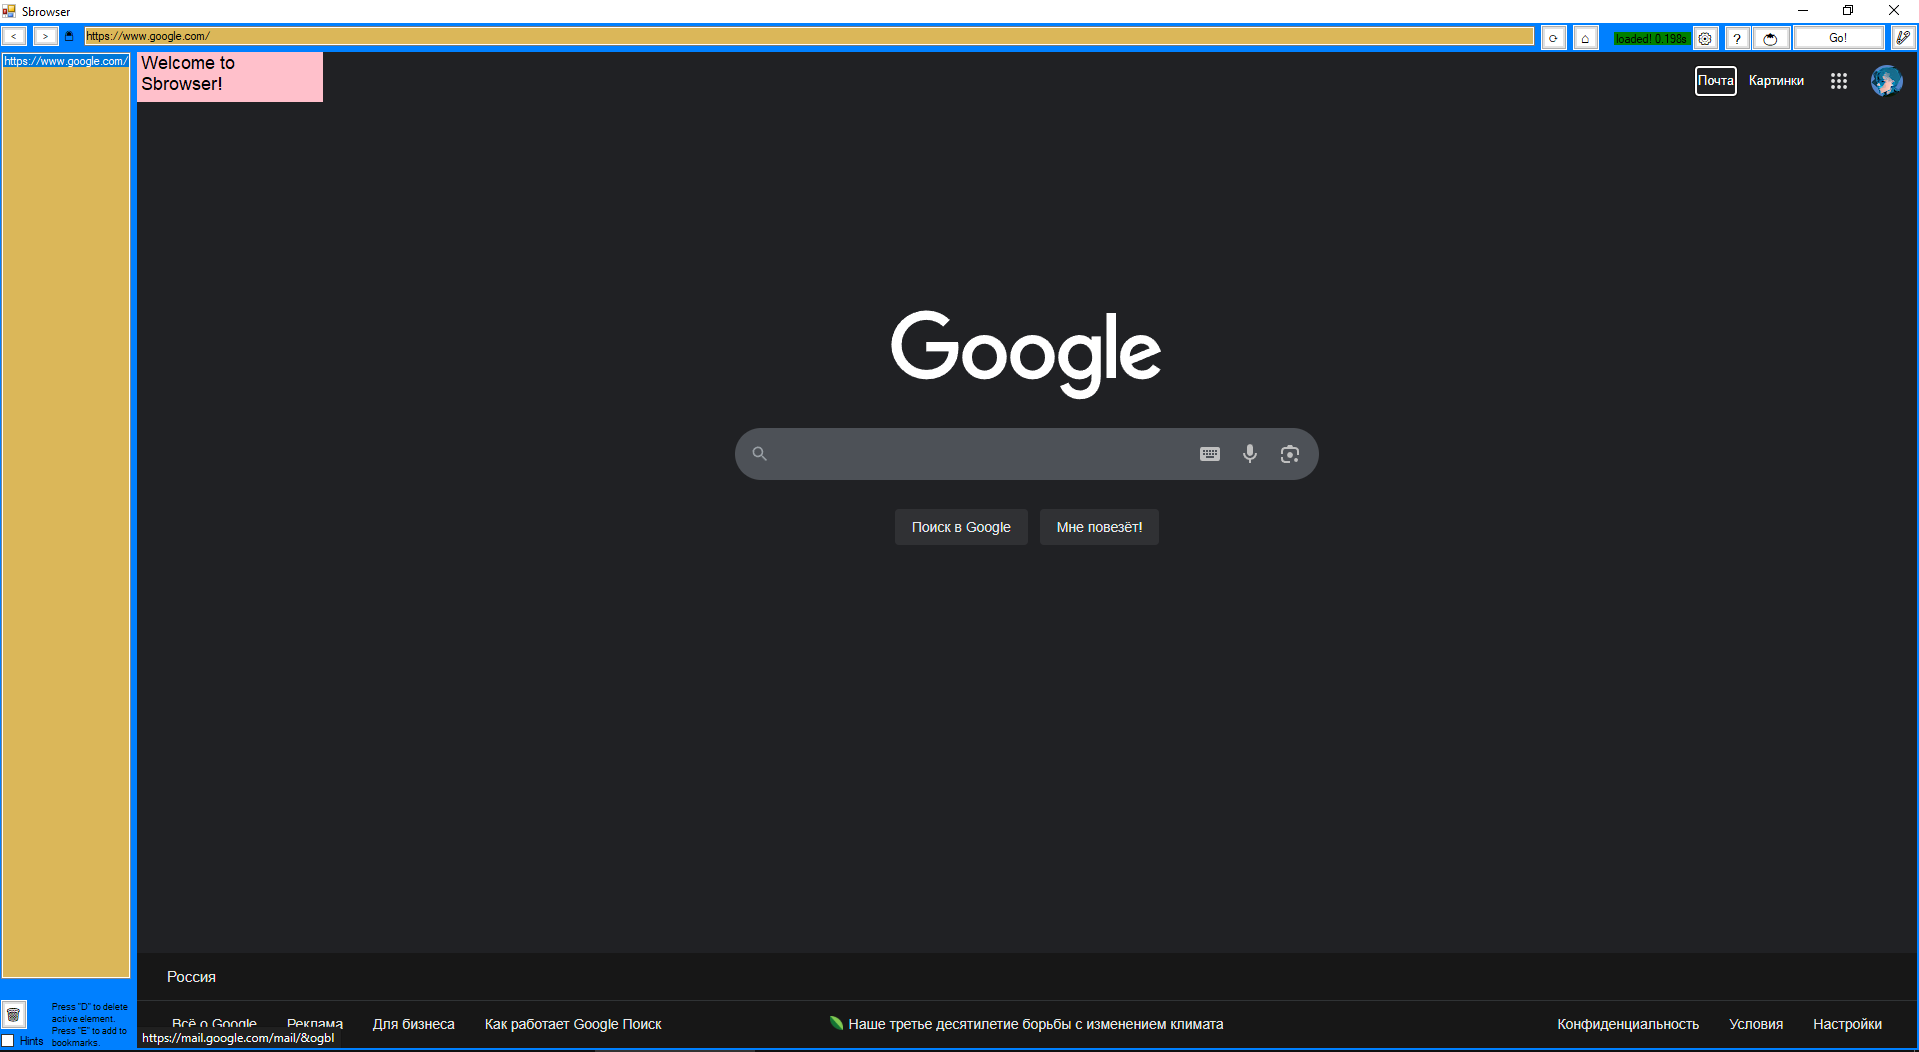 Sbrowser
< > https://www.google.com/ loaded! 0.198s ? Go!
https://www.google.com/
Welcome to
Sbrowser!
Почта Картинки
Google
Поиск в Google Мне повезёт!
Россия
Всё о Google Реклама Для бизнеса Как работает Google Поиск Наше третье десятилетие борьбы с изменением климата Конфиденциальность Условия Настройки
https://mail.google.com/mail/&ogbl
Press "D" to delete
active element.
Press "E" to add to
bookmarks.
Hints